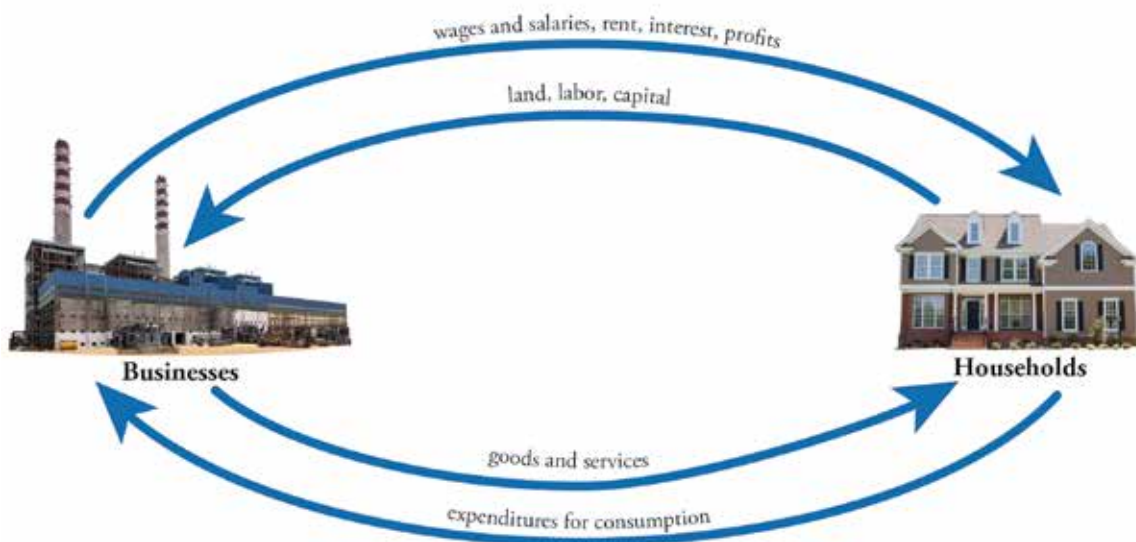 wages and salaries, rent, interest, profits
land, labor, capital
Businesses
Households
goods and services
expenditures for consumption